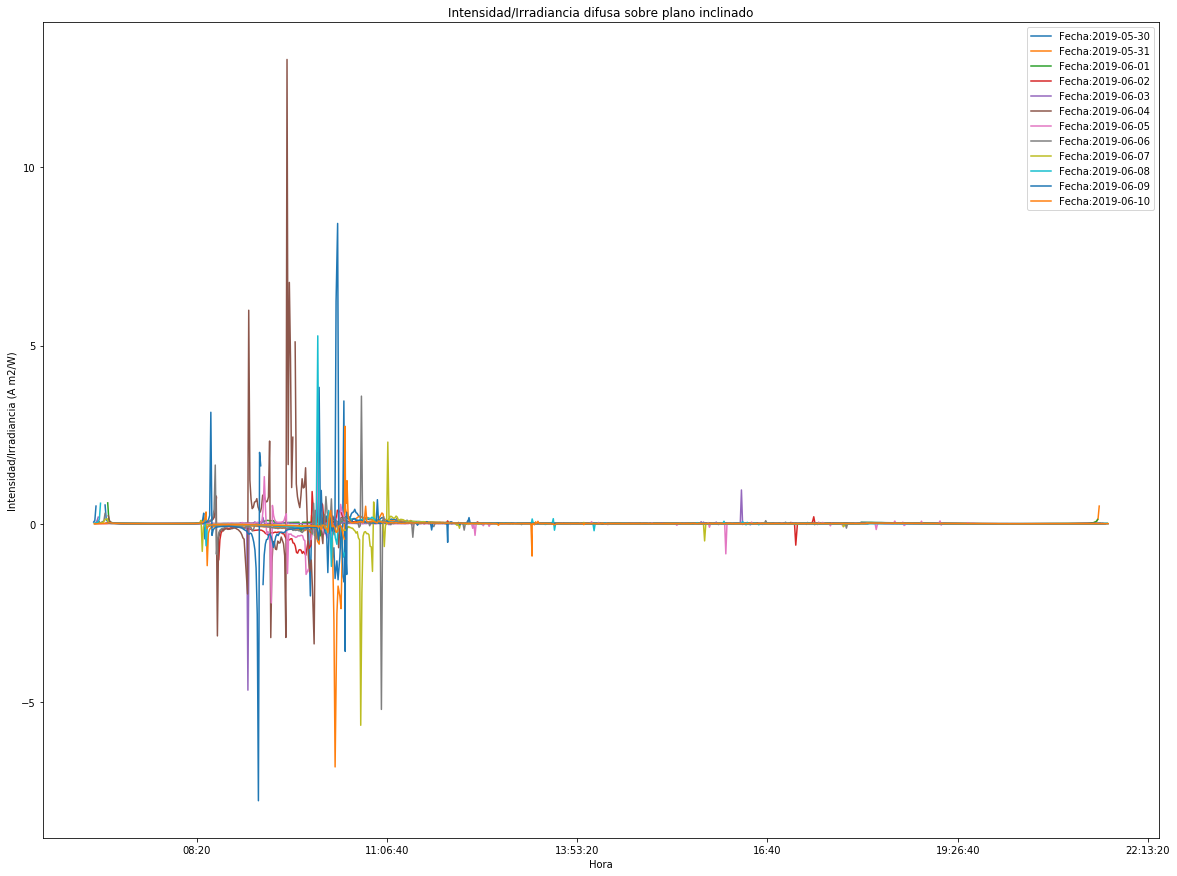 Intensidad/Irradiancia difusa sobre plano inclinado
Fecha:2019-05-30
Fecha:2019-05-31
Fecha:2019-06-01
Fecha:2019-06-02
Fecha:2019-06-03
Fecha:2019-06-04
Fecha:2019-06-05
Fecha:2019-06-06
Fecha:2019-06-07
Fecha:2019-06-08
Fecha:2019-06-09
Fecha:2019-06-10
Intensidad/Irradiancia (A m2/W)
10
5
0
−5
08:20 11:06:40 13:53:20 16:40 19:26:40 22:13:20
Hora